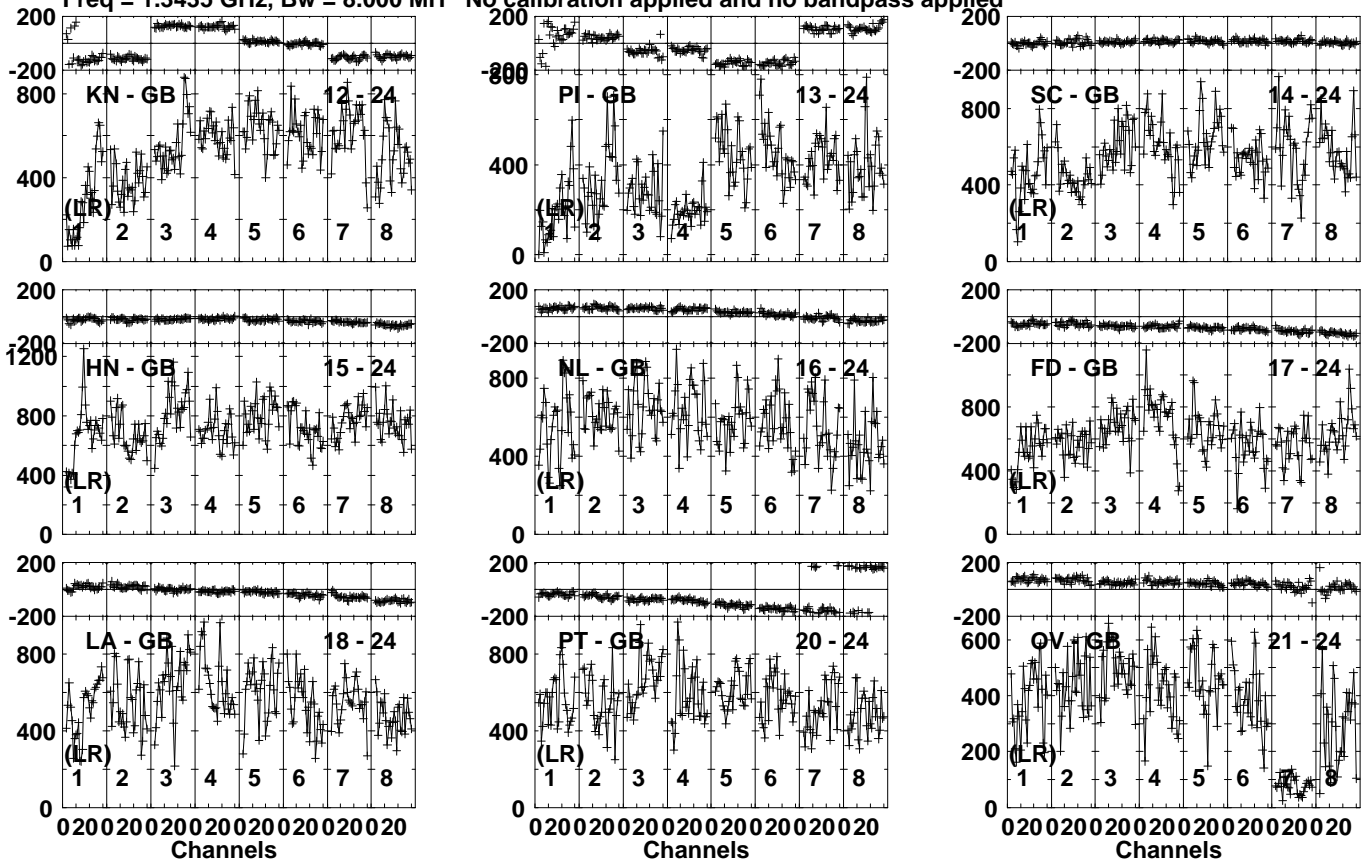 Freq = GHz, Bw = 8.000 MH No calibration applied and no bandpass applied
200 200 200
-200 -200 -200
800 KN - GB 12 - 24 800 PI - GB 13 - 24 800 SC - GB 14 - 24
400 400 400
(LR) (LR) (LR)
1 2 3 4 5 6 7 8 1 2 3 4 5 6 7 8 1 2 3 4 5 6 7 8
0 0 0
200 200 200
-200 -200 -200
1200 HN - GB 15 - 24 800 NL - GB 16 - 24 FD - GB 17 - 24
800 400 800
400 400
(LR) (LR) (LR)
1 2 3 4 5 6 7 8 1 2 3 4 5 6 7 8 1 2 3 4 5 6 7 8
0 0 0
200 200 200
-200 -200 -200
800 LA - GB 18 - 24 800 PT - GB 20 - 24 600 OV - GB 21 - 24
400 400 400
(LR) (LR) 200 (LR)
1 2 3 4 5 6 7 8 1 2 3 4 5 6 7 8 1 2 3 4 5 6 7 8
0 0 0
020020020020020020020020 020020020020020020020020 020020020020020020020020
Channels Channels Channels